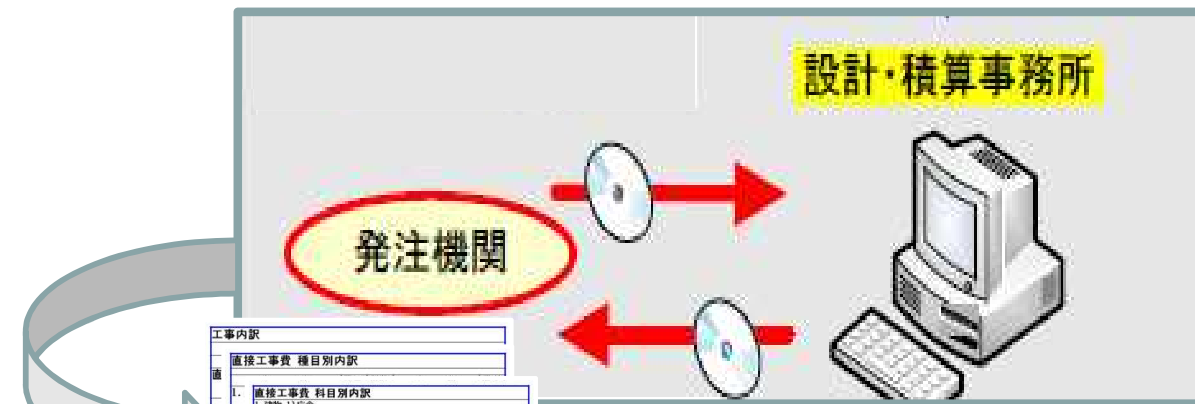 設計・積算事務所
発注機関
工事内訳
直接工事費 種目別内訳
直
1. 直接工事費 科目別内訳